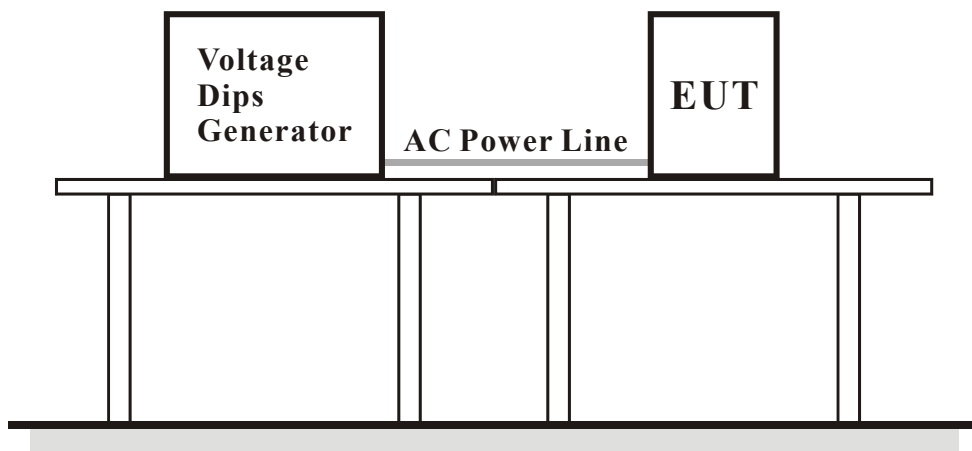 Voltage
Dips
Generator
EUT
AC Power Line